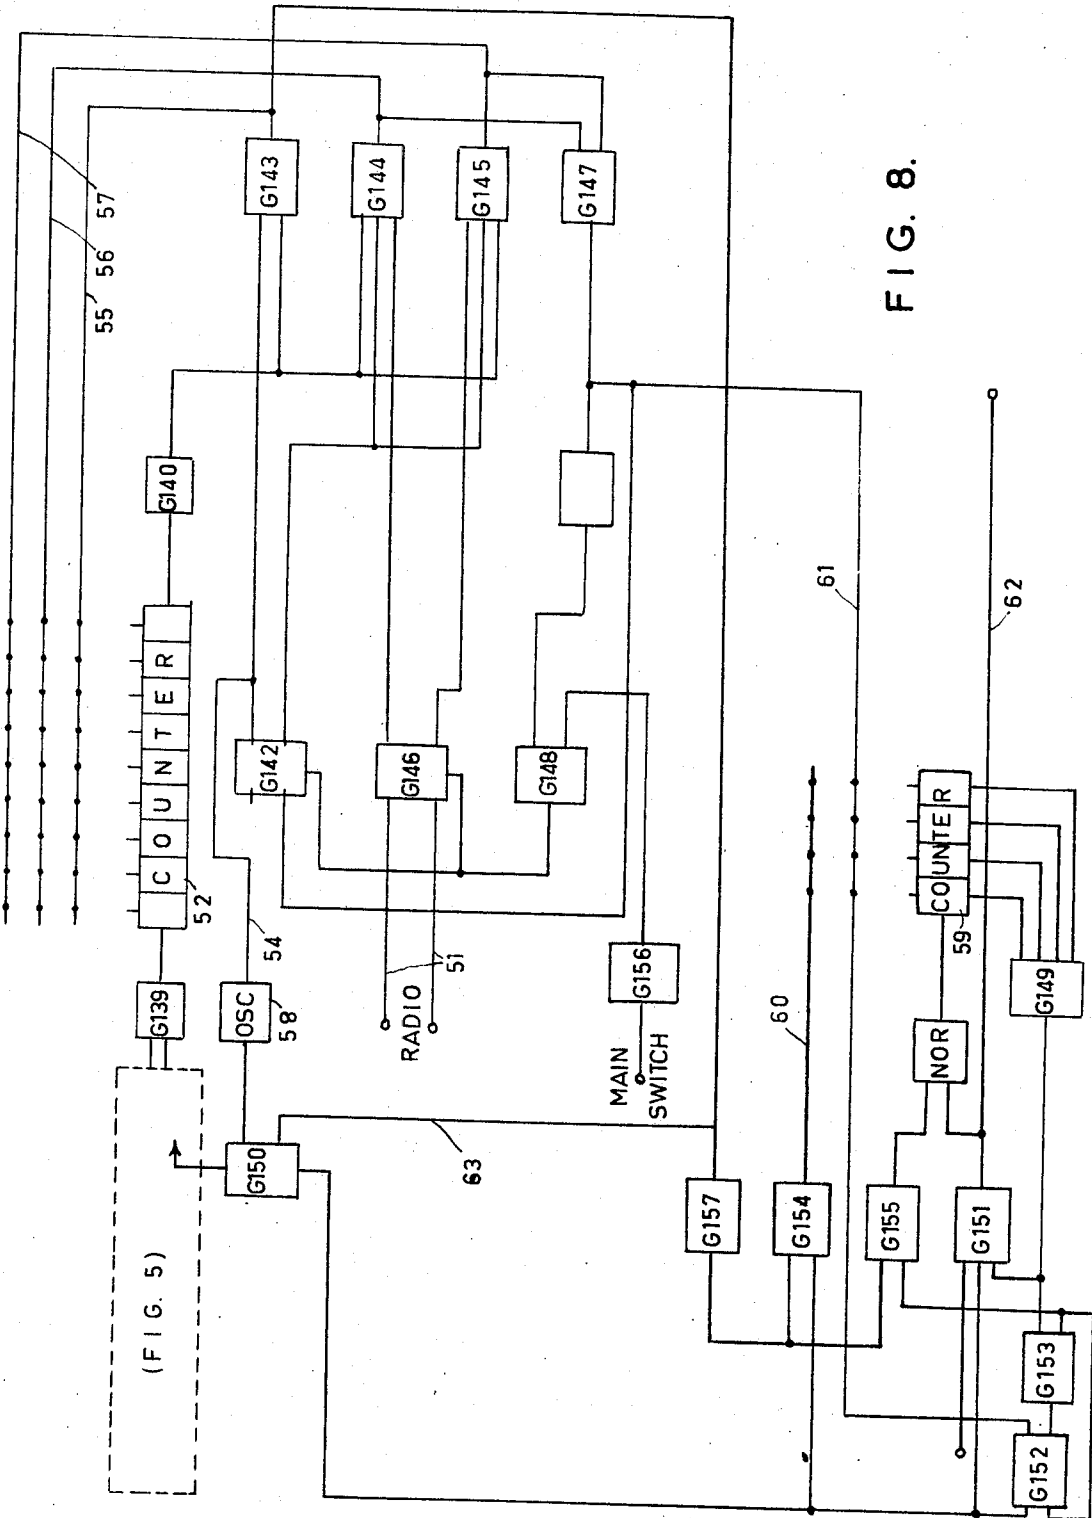 57
56
55
G143
G144
G145
G147
G140
COUNTER
52
54
G142
G146
G148
G139
OSC
58
51
RADIO
G156
MAIN
SWITCH
(FIG. 5)
G150
63
G157
G154
60
61
62
COUNTER
59
NOR
G149
G155
G151
G153
G152
FIG. 8.